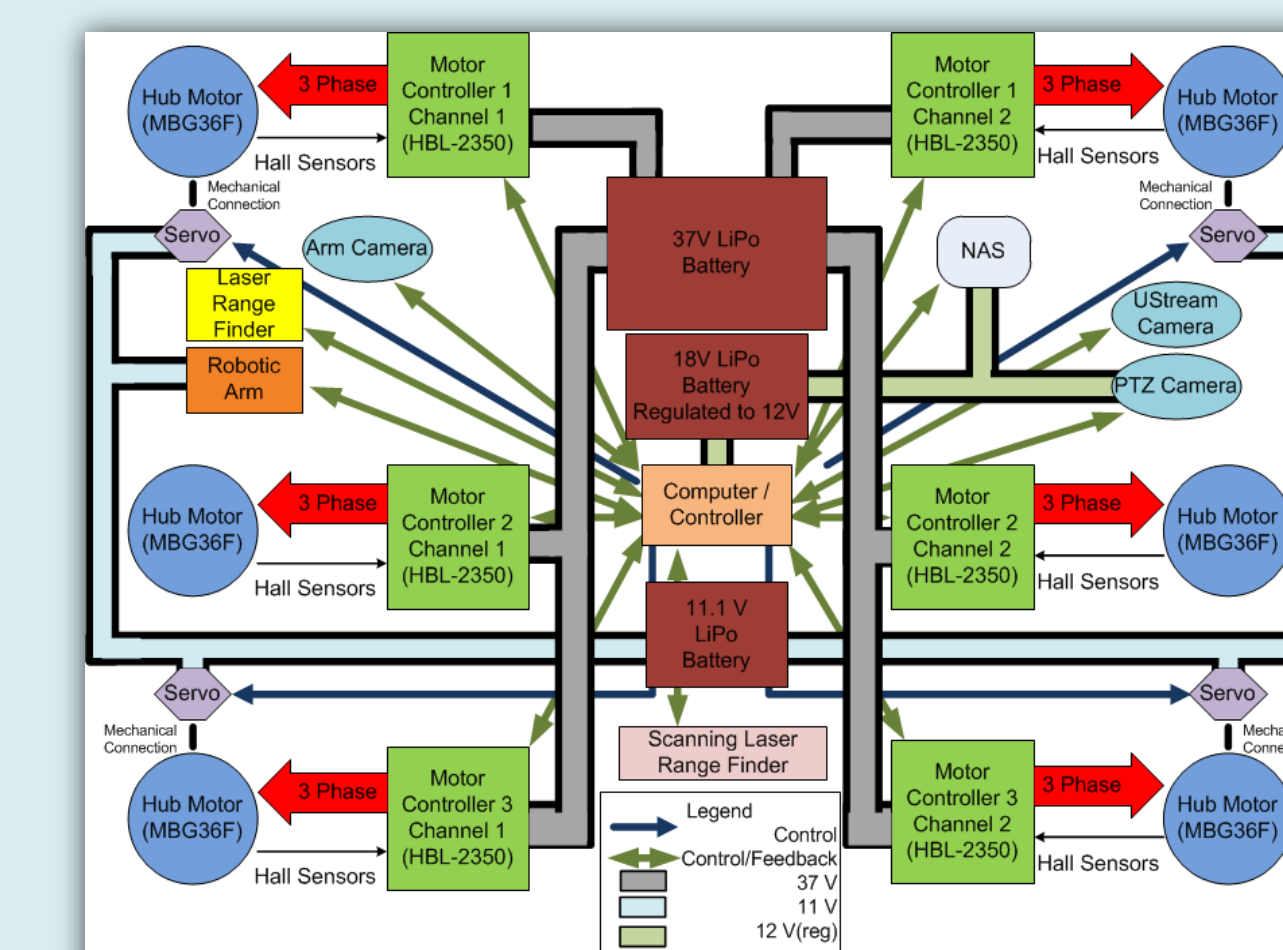 Hub Motor
(MBG36F)
3 Phase
Hall Sensors
Motor
Controller 1
Channel 1
(HBL-2350)
Motor
Controller 1
Channel 2
(HBL-2350)
3 Phase
Hall Sensors
Hub Motor
(MBG36F)
Mechanical
Connection
Servo
Arm Camera
37V LiPo
Battery
NAS
Mechanical
Connection
Servo
Laser
Range
Finder
UStream
Camera
Robotic
Arm
18V LiPo
Battery
Regulated to 12V
PTZ Camera
Hub Motor
(MBG36F)
3 Phase
Hall Sensors
Motor
Controller 2
Channel 1
(HBL-2350)
Computer /
Controller
Motor
Controller 2
Channel 2
(HBL-2350)
3 Phase
Hall Sensors
Hub Motor
(MBG36F)
11.1 V
LiPo
Battery
Servo
Mechanical
Connection
Servo
Mecha
Conne
Hub Motor
(MBG36F)
3 Phase
Hall Sensors
Motor
Controller 3
Channel 1
(HBL-2350)
Scanning Laser
Range Finder
Motor
Controller 3
Channel 2
(HBL-2350)
3 Phase
Hall Sensors
Hub Motor
(MBG36F)
Legend
Control
Control/Feedback
37 V
11 V
12 V(reg)